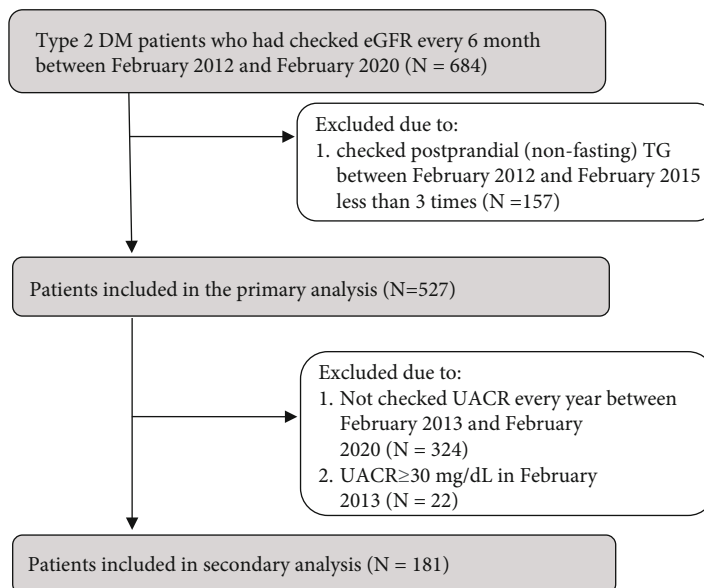 Type 2 DM patients who had checked eGFR every 6 month
between February 2012 and February 2020 (N = 684)
Excluded due to:
1. checked postprandial (non-fasting) TG
between February 2012 and February 2015
less than 3 times (N =157)
Patients included in the primary analysis (N=527)
Excluded due to:
1. Not checked UACR every year between
February 2013 and February
2020 (N = 324)
2. UACR≥30 mg/dL in February
2013 (N = 22)
Patients included in secondary analysis (N = 181)